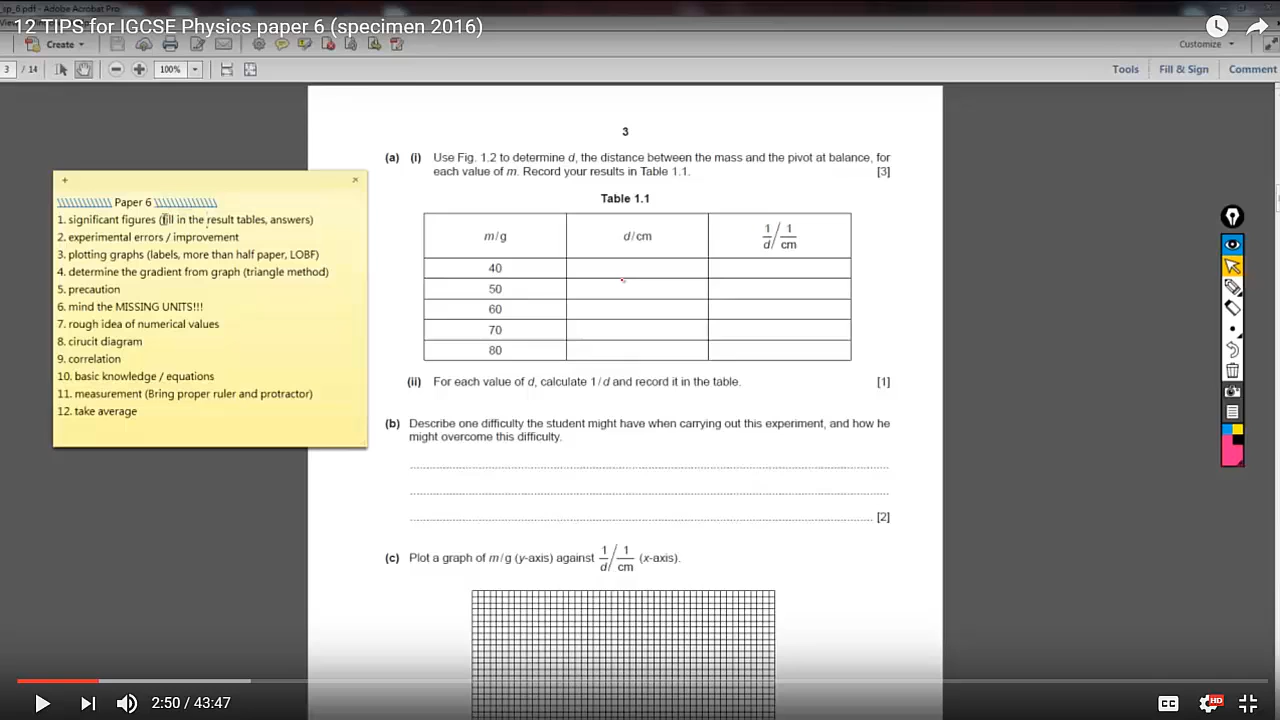 _sp_6.pdf - Adobe Acrobat Pro
12 TIPS for IGCSE Physics paper 6 (specimen 2016)
Create
Customize
3 / 14
100%
Tools
Fill & Sign
Comment
\\\\\\\\\\\\\ Paper 6 \\\\\\\\\\\\\\\
1. significant figures (fill in the result tables, answers)
2. experimental errors / improvement
3. plotting graphs (labels, more than half paper, LOBF)
4. determine the gradient from graph (triangle method)
5. precaution
6. mind the MISSING UNITS!!!
7. rough idea of numerical values
8. cirucit diagram
9. correlation
10. basic knowledge / equations
11. measurement (Bring proper ruler and protractor)
12. take average
3
(a) (i) Use Fig. 1.2 to determine d, the distance between the mass and the pivot at balance, for
each value of m. Record your results in Table 1.1. [3]
Table 1.1
m/g d/cm 1/d / 1/cm
40
50
60
70
80
(ii) For each value of d, calculate 1/d and record it in the table. [1]
(b) Describe one difficulty the student might have when carrying out this experiment, and how he
might overcome this difficulty.
[2]
(c) Plot a graph of m/g (y-axis) against 1/d / 1/cm (x-axis).
2:50 / 43:47
CC
HD